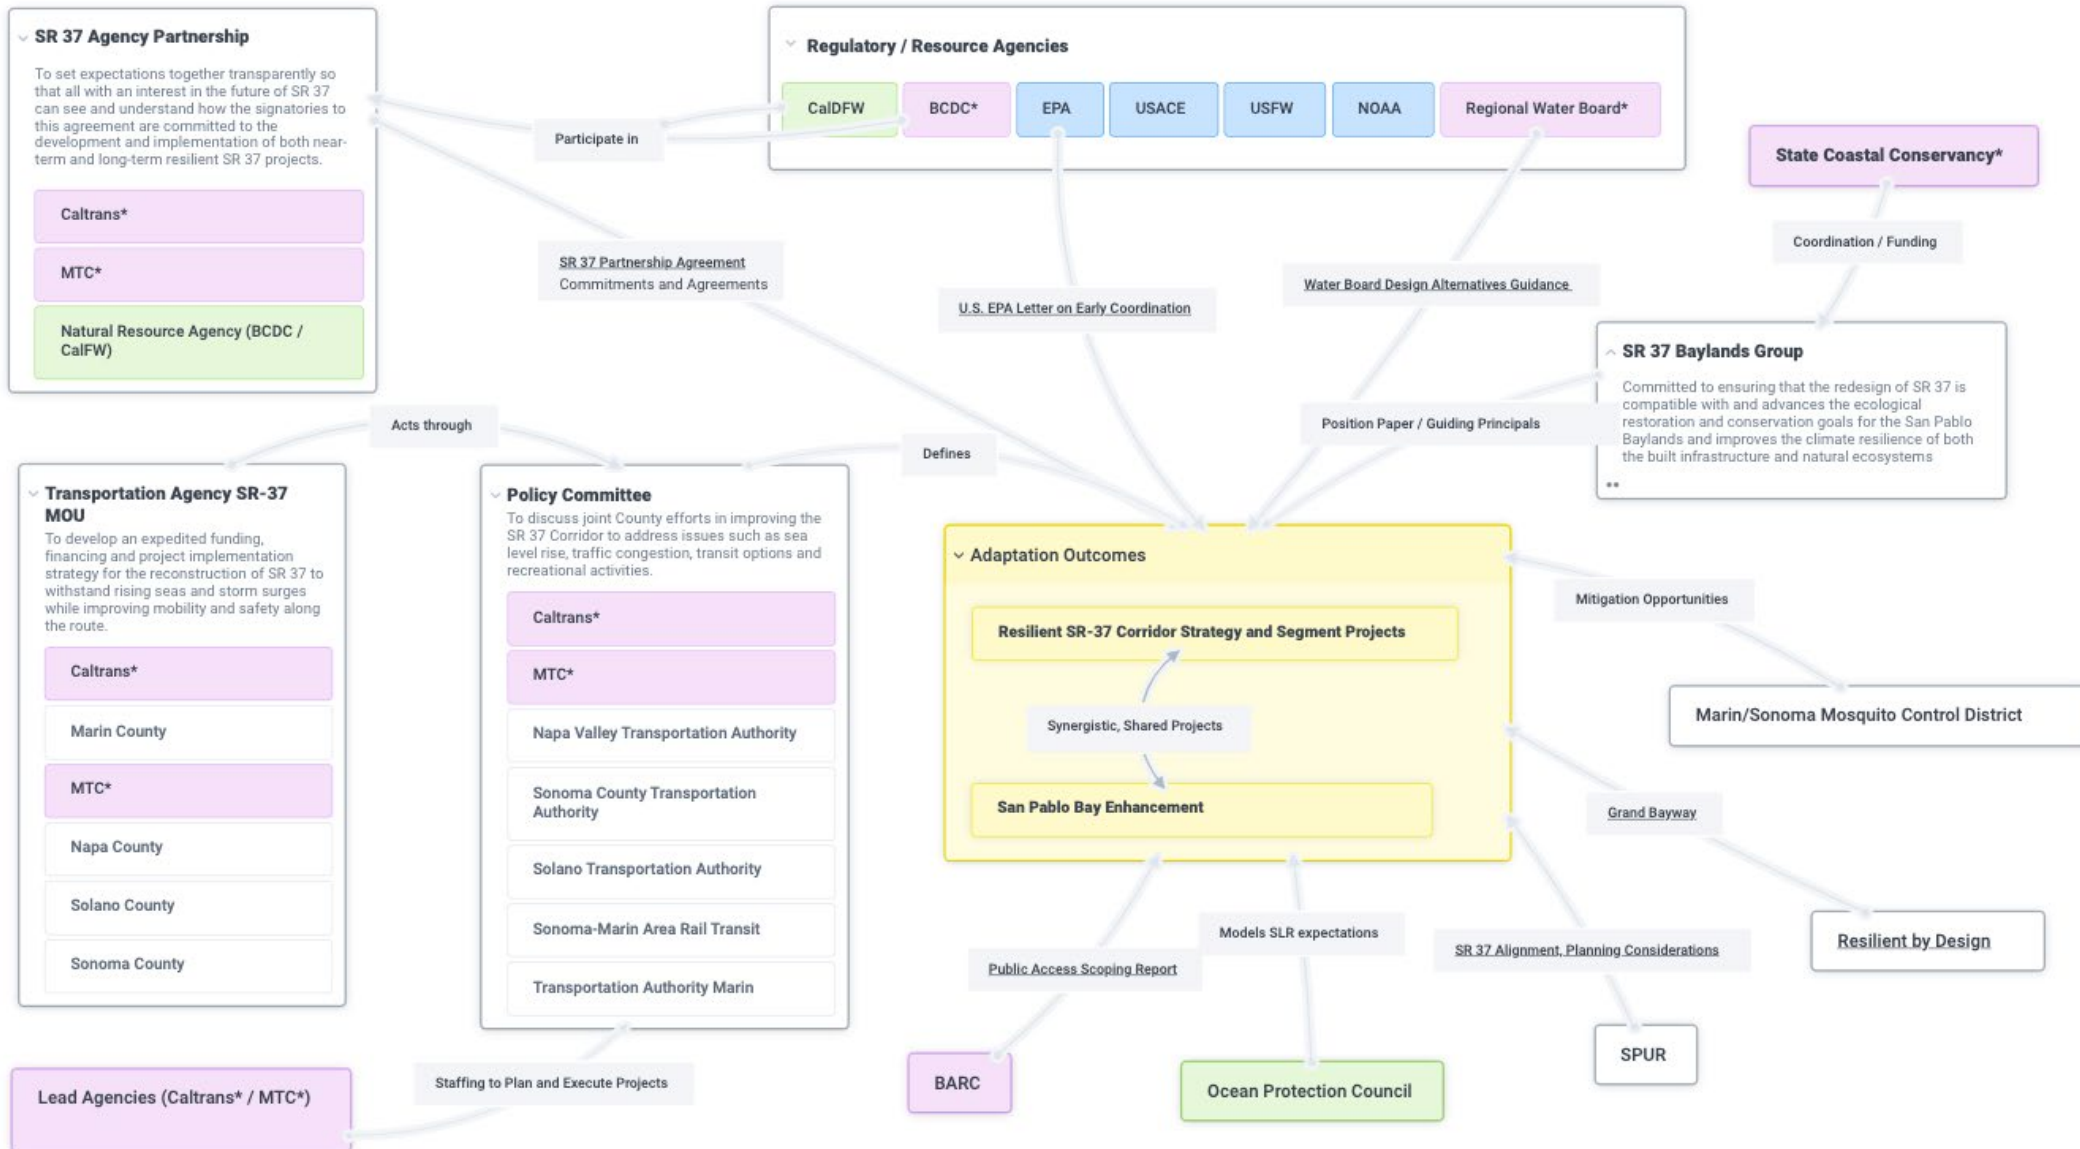 SR 37 Agency Partnership
To set expectations together transparently so
that all with an interest in the future of SR 37
can see and understand how the signatories to
this agreement are committed to the
development and implementation of both near-
term and long-term resilient SR 37 projects.
Caltrans*
MTC*
Natural Resource Agency (BCDC /
CalFW)
Participate in
Regulatory / Resource Agencies
CalDFW
BCDC*
EPA
USACE
USFW
NOAA
Regional Water Board*
State Coastal Conservancy*
Coordination / Funding
SR 37 Partnership Agreement
Commitments and Agreements
U.S. EPA Letter on Early Coordination
Water Board Design Alternatives Guidance
Position Paper / Guiding Principals
SR 37 Baylands Group
Committed to ensuring that the redesign of SR 37 is
compatible with and advances the ecological
restoration and conservation goals for the San Pablo
Baylands and improves the climate resilience of both
the built infrastructure and natural ecosystems
Acts through
Defines
Transportation Agency SR-37
MOU
To develop an expedited funding,
financing and project implementation
strategy for the reconstruction of SR 37 to
withstand rising seas and storm surges
while improving mobility and safety along
the route.
Caltrans*
Marin County
MTC*
Napa County
Solano County
Sonoma County
Policy Committee
To discuss joint County efforts in improving the
SR 37 Corridor to address issues such as sea
level rise, traffic congestion, transit options and
recreational activities.
Caltrans*
MTC*
Napa Valley Transportation Authority
Sonoma County Transportation
Authority
Solano Transportation Authority
Sonoma-Marin Area Rail Transit
Transportation Authority Marin
Adaptation Outcomes
Resilient SR-37 Corridor Strategy and Segment Projects
Synergistic, Shared Projects
San Pablo Bay Enhancement
Mitigation Opportunities
Marin/Sonoma Mosquito Control District
Grand Bayway
Resilient by Design
Public Access Scoping Report
Models SLR expectations
SR 37 Alignment, Planning Considerations
SPUR
BARC
Ocean Protection Council
Staffing to Plan and Execute Projects
Lead Agencies (Caltrans* / MTC*)